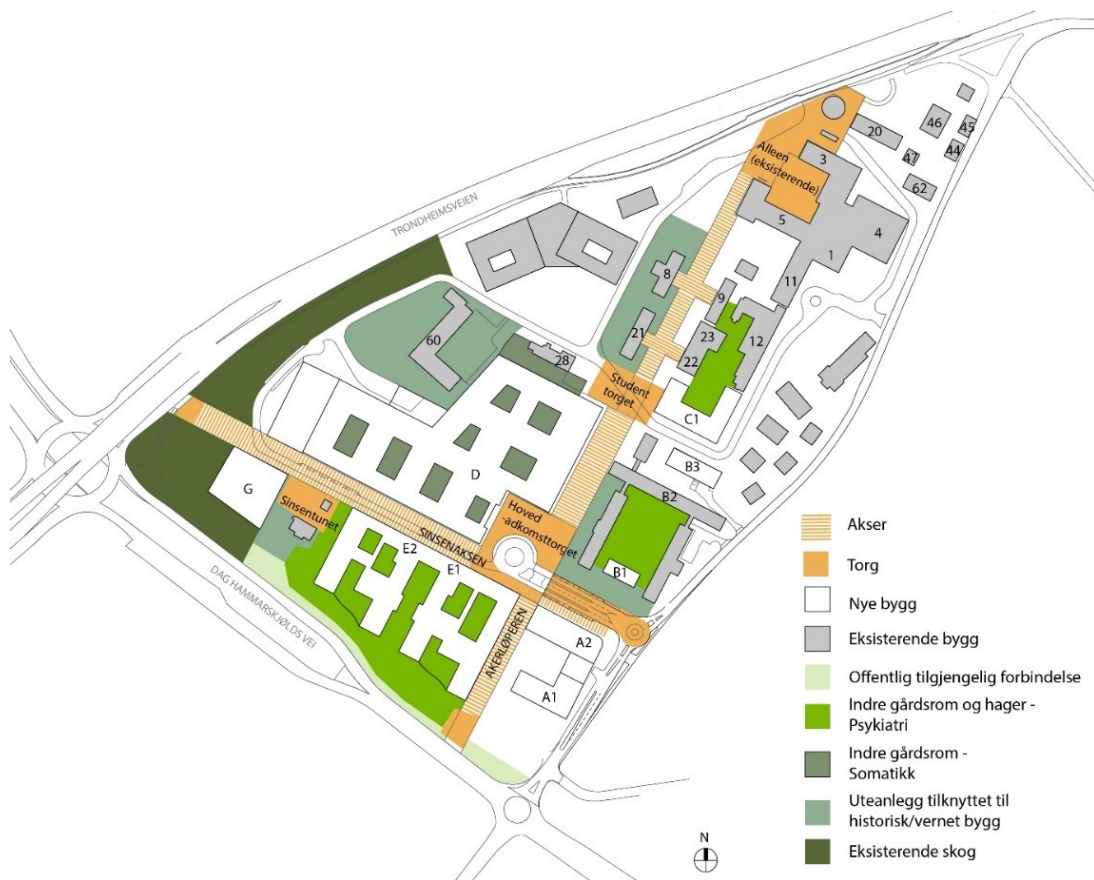 20
46
45
44
47
62
3
Alleen
(eksisterende)
5
4
1
11
TRONDHEIMSVEIEN
8
9
23
12
21
22
60
28
Student
torget
C1
B3
B2
D
G
Sinsentunet
SINSENAKSEN
Hoved
-adkomsttorget
B1
E2
E1
A2
A1
AKERLØPEREN
DAG HAMMARSKJØLDS VEI
N
Akser
Torg
Nye bygg
Eksisterende bygg
Offentlig tilgjengelig forbindelse
Indre gårdsrom og hager -
Psykiatri
Indre gårdsrom -
Somatikk
Uteanlegg tilknyttet til
historisk/vernet bygg
Eksisterende skog